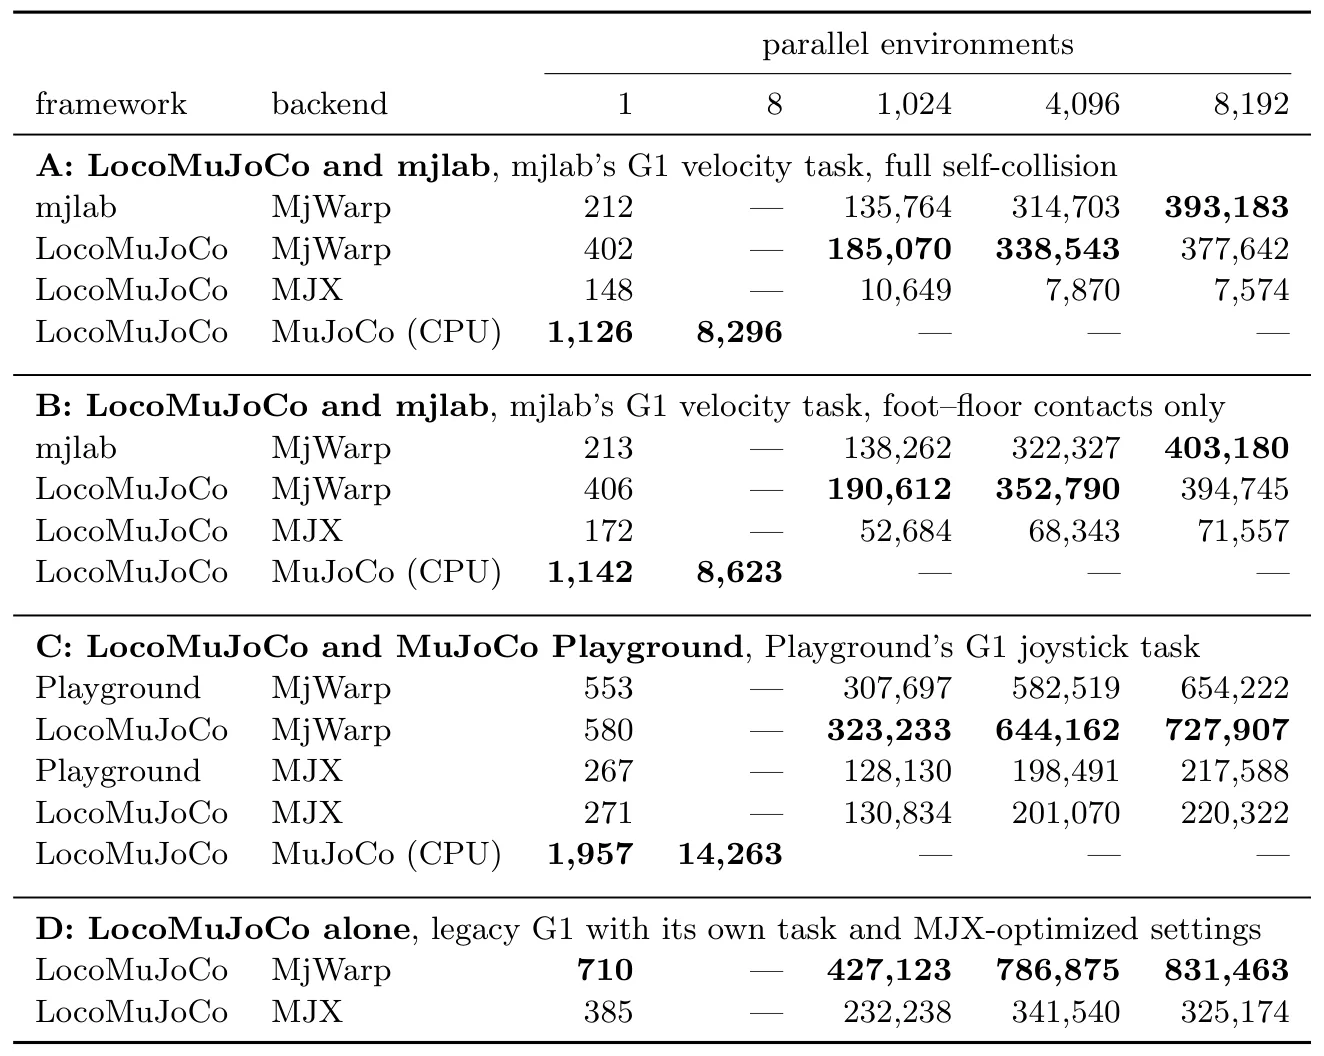 parallel environments
framework backend 1 8 1,024 4,096 8,192
A: LocoMuJoCo and mjlab, mjlab's G1 velocity task, full self-collision
mjlab MjWarp 212 — 135,764 314,703 393,183
LocoMuJoCo MjWarp 402 — 185,070 338,543 377,642
LocoMuJoCo MJX 148 — 10,649 7,870 7,574
LocoMuJoCo MuJoCo (CPU) 1,126 8,296 — — —
B: LocoMuJoCo and mjlab, mjlab's G1 velocity task, foot–floor contacts only
mjlab MjWarp 213 — 138,262 322,327 403,180
LocoMuJoCo MjWarp 406 — 190,612 352,790 394,745
LocoMuJoCo MJX 172 — 52,684 68,343 71,557
LocoMuJoCo MuJoCo (CPU) 1,142 8,623 — — —
C: LocoMuJoCo and MuJoCo Playground, Playground's G1 joystick task
Playground MjWarp 553 — 307,697 582,519 654,222
LocoMuJoCo MjWarp 580 — 323,233 644,162 727,907
Playground MJX 267 — 128,130 198,491 217,588
LocoMuJoCo MJX 271 — 130,834 201,070 220,322
LocoMuJoCo MuJoCo (CPU) 1,957 14,263 — — —
D: LocoMuJoCo alone, legacy G1 with its own task and MJX-optimized settings
LocoMuJoCo MjWarp 710 — 427,123 786,875 831,463
LocoMuJoCo MJX 385 — 232,238 341,540 325,174